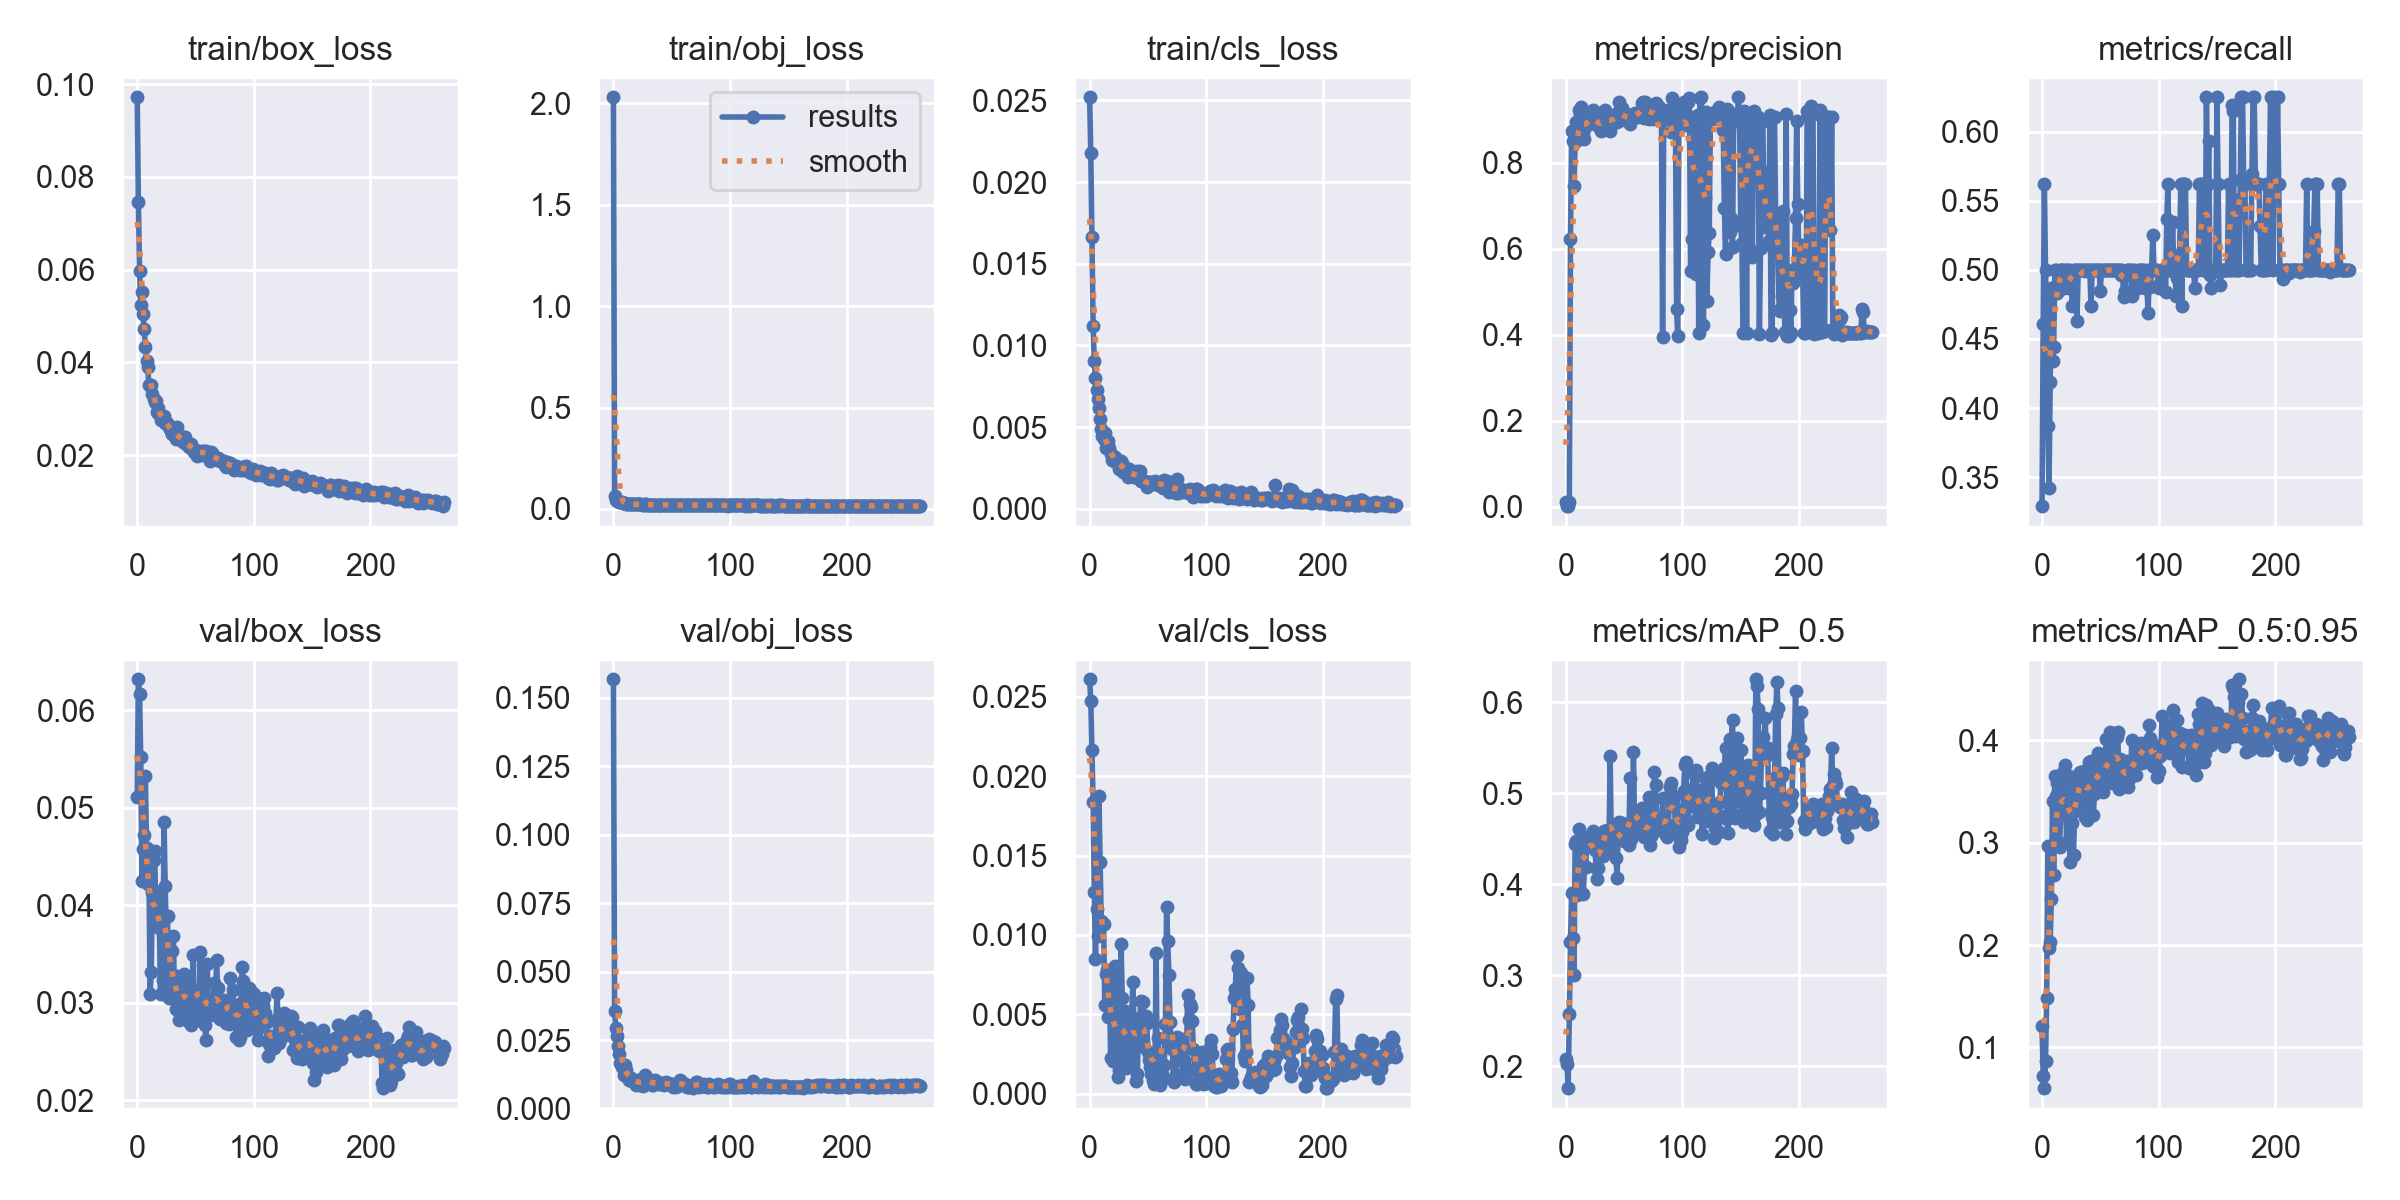 train/box_loss
0.10
0.08
0.06
0.04
0.02
0 100 200
train/obj_loss
results
smooth
2.0
1.5
1.0
0.5
0.0
0 100 200
train/cls_loss
0.025
0.020
0.015
0.010
0.005
0.000
0 100 200
metrics/precision
0.8
0.6
0.4
0.2
0.0
0 100 200
metrics/recall
0.60
0.55
0.50
0.45
0.40
0.35
0 100 200
val/box_loss
0.06
0.05
0.04
0.03
0.02
0 100 200
val/obj_loss
0.150
0.125
0.100
0.075
0.050
0.025
0.000
0 100 200
val/cls_loss
0.025
0.020
0.015
0.010
0.005
0.000
0 100 200
metrics/mAP_0.5
0.6
0.5
0.4
0.3
0.2
0 100 200
metrics/mAP_0.5:0.95
0.4
0.3
0.2
0.1
0 100 200